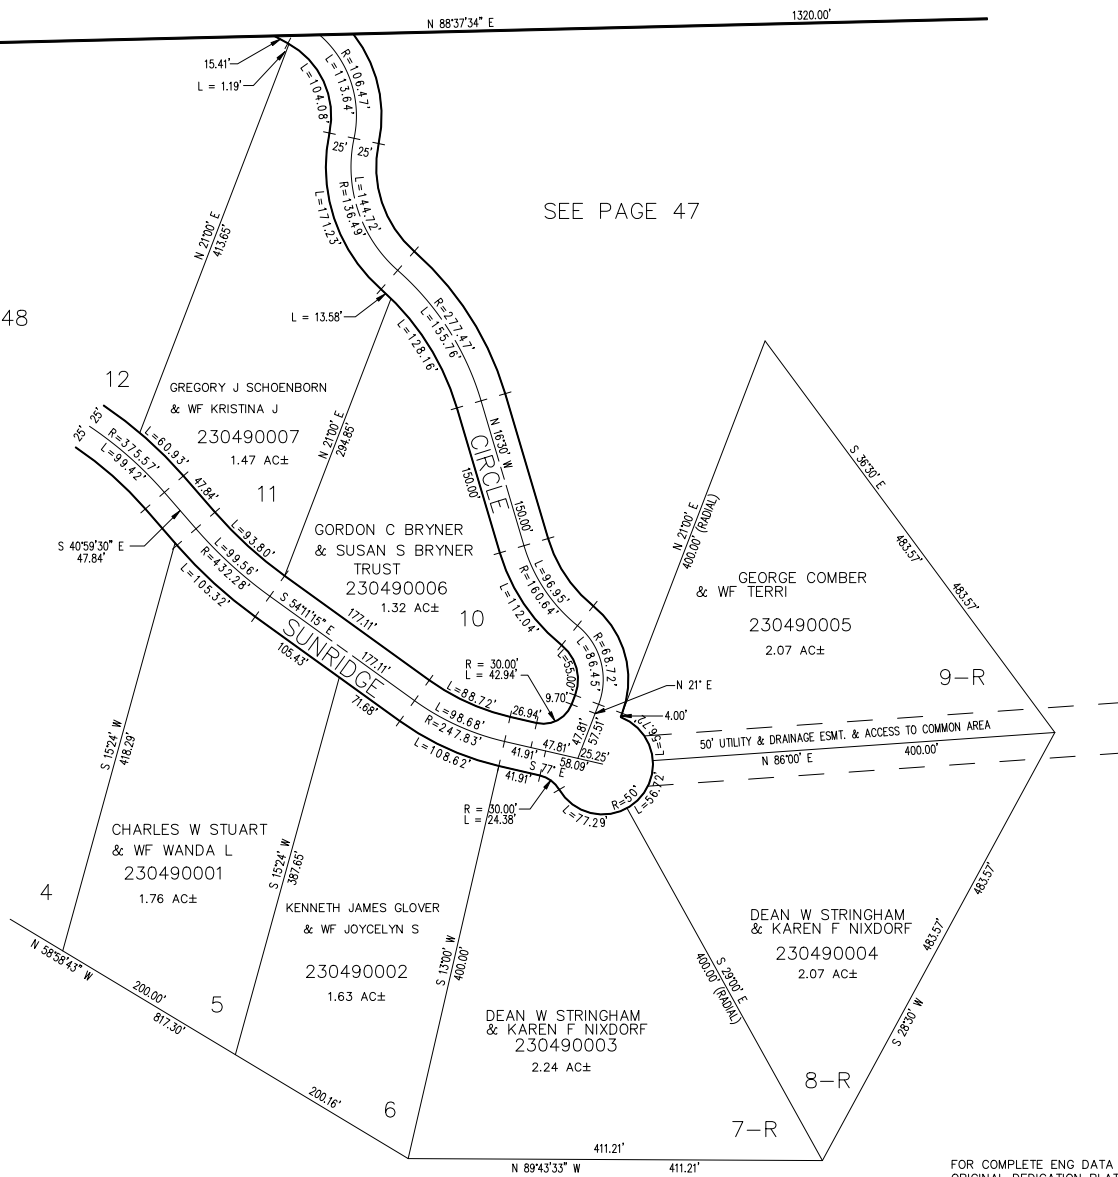 N 88°37'34" E
1320.00'
15.41'
L = 1.19'
R=106.47'
L=113.64'
L=104.08'
25'
25'
L=144.72'
R=136.49'
L=171.23'
SEE PAGE 47
N 21°00' E
413.65'
L = 13.58'
R=277.47'
L=155.76'
L=128.16'
48
12
GREGORY J SCHOENBORN
& WF KRISTINA J
230490007
1.47 AC±
11
N 21°00' E
294.85'
25'
25'
R=375.57'
L=99.42'
L=60.93'
47.84'
L=93.80'
S 40°59'30" E
47.84'
L=99.56'
R=432.28'
L=105.32'
N 16°30' W
CIRCLE
150.00'
150.00'
GORDON C BRYNER
& SUSAN S BRYNER
TRUST
230490006
1.32 AC±
10
L=96.95'
R=160.64'
L=112.04'
S 54°11'15" E
SUNRIDGE
177.11'
177.11'
105.43'
71.68'
R=68.72'
L=86.45'
L=55.00'
9.70'
R = 30.00'
L = 42.94'
L=88.72'
26.94'
L=98.68'
R=247.83'
L=108.62'
N 21° E
4.00'
47.81'
57.51'
47.81'
41.91'
25.25'
58.09'
S 77° E
41.91'
R = 30.00'
L = 24.38'
L=77.29'
R=50'
L=56.72'
L=56.72'
N 21°00' E
400.00' (RADIAL)
S 36°30' E
483.57'
483.57'
GEORGE COMBER
& WF TERRI
230490005
2.07 AC±
9-R
50' UTILITY & DRAINAGE ESMT. & ACCESS TO COMMON AREA
N 86°00' E
400.00'
S 15°24' W
418.29'
CHARLES W STUART
& WF WANDA L
230490001
1.76 AC±
4
S 15°24' W
387.65'
KENNETH JAMES GLOVER
& WF JOYCELYN S
230490002
1.63 AC±
5
N 58°58'43" W
200.00'
817.30'
200.16'
S 13°00' W
400.00'
DEAN W STRINGHAM
& KAREN F NIXDORF
230490003
2.24 AC±
6
7-R
S 29°00' E
400.00' (RADIAL)
DEAN W STRINGHAM
& KAREN F NIXDORF
230490004
2.07 AC±
8-R
483.57'
483.57'
S 28°30' W
411.21'
N 89°43'33" W
411.21'
FOR COMPLETE ENG DATA
ORIGINAL DEDICATION PLAT